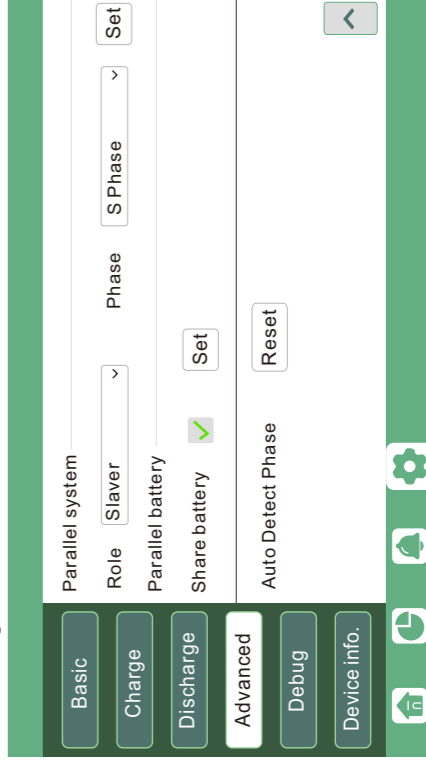 Basic
Charge
Discharge
Advanced
Debug
Device info.
Parallel system
Role Slaver Phase S Phase Set
Parallel battery
Share battery Set
Auto Detect Phase Reset